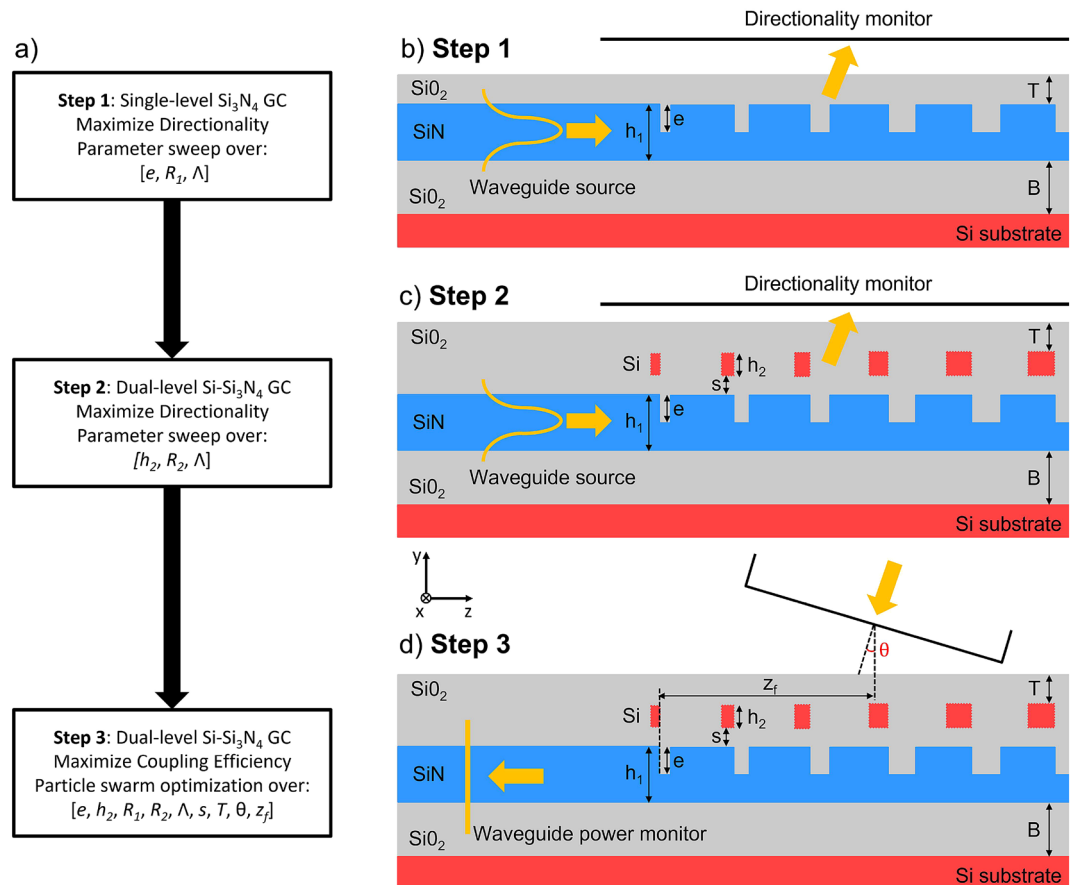 a)
Step 1: Single-level Si₃N₄ GC
Maximize Directionality
Parameter sweep over:
[e, R₁, Λ]
Step 2: Dual-level Si-Si₃N₄ GC
Maximize Directionality
Parameter sweep over:
[h₂, R₂, Λ]
Step 3: Dual-level Si-Si₃N₄ GC
Maximize Coupling Efficiency
Particle swarm optimization over:
[e, h₂, R₁, R₂, Λ, s, T, θ, z_f]
b) Step 1
Directionality monitor
Si0₂
T
SiN
h₁
e
Waveguide source
Si0₂
B
Si substrate
c) Step 2
Directionality monitor
Si0₂
T
Si
h₂
s
SiN
h₁
e
Waveguide source
Si0₂
B
Si substrate
y
x
z
d) Step 3
θ
Si0₂
z_f
T
Si
h₂
s
SiN
h₁
e
Si0₂
Waveguide power monitor
B
Si substrate